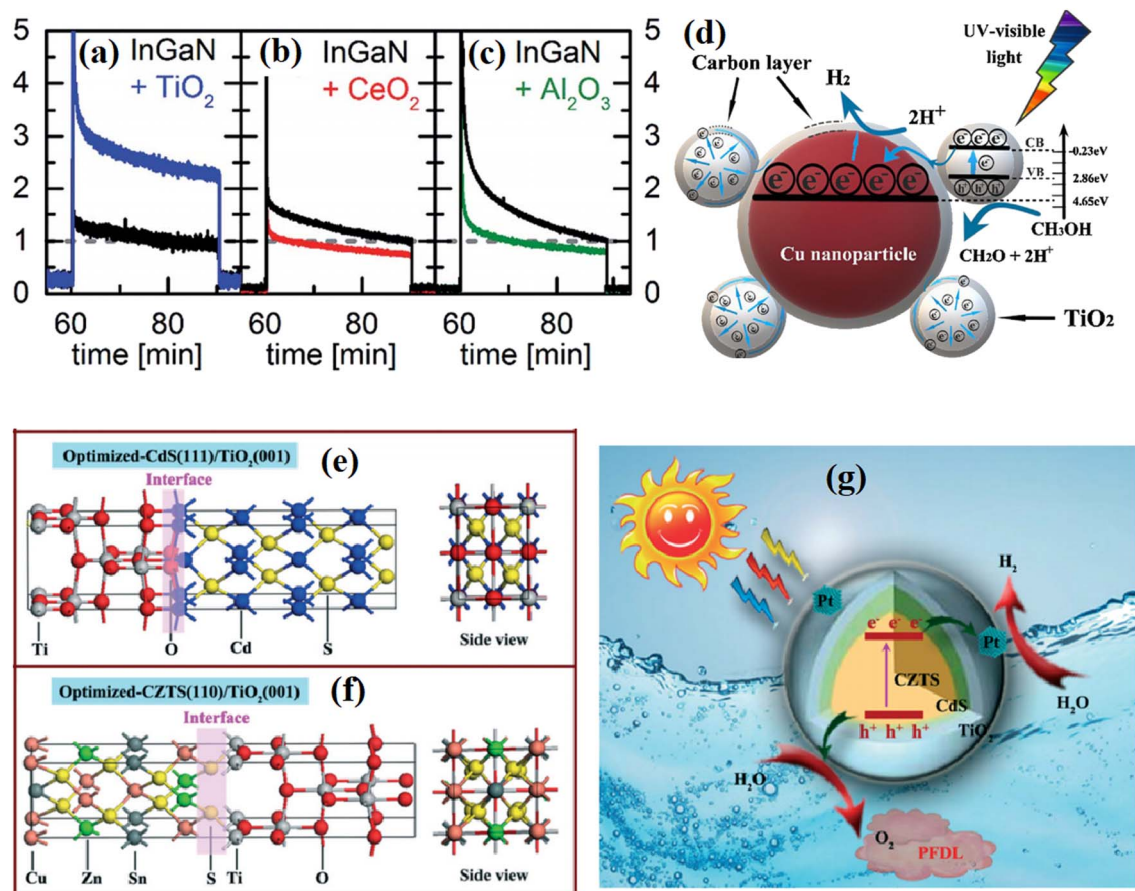 5
4
3
2
1
0
(a) InGaN
+ TiO2
(b) InGaN
+ CeO2
(c) InGaN
+ Al2O3
5
4
3
2
1
0
60 80
time [min]
60 80
time [min]
60 80
time [min]
(d)
UV-visible
light
Carbon layer
H2
2H+
e- e- e- e- e-
Cu nanoparticle
CB
-0.23eV
VB
2.86eV
4.65eV
CH3OH
CH2O + 2H+
TiO2
Optimized-CdS(111)/TiO2(001)
(e)
Interface
Ti O Cd S
Side view
Optimized-CZTS(110)/TiO2(001)
(f)
Interface
Cu Zn Sn S Ti O
Side view
(g)
Pt
H2
e- e- e-
Pt
CZTS
CdS
TiO2
h+ h+ h+
H2O
H2O
O2
PFDL